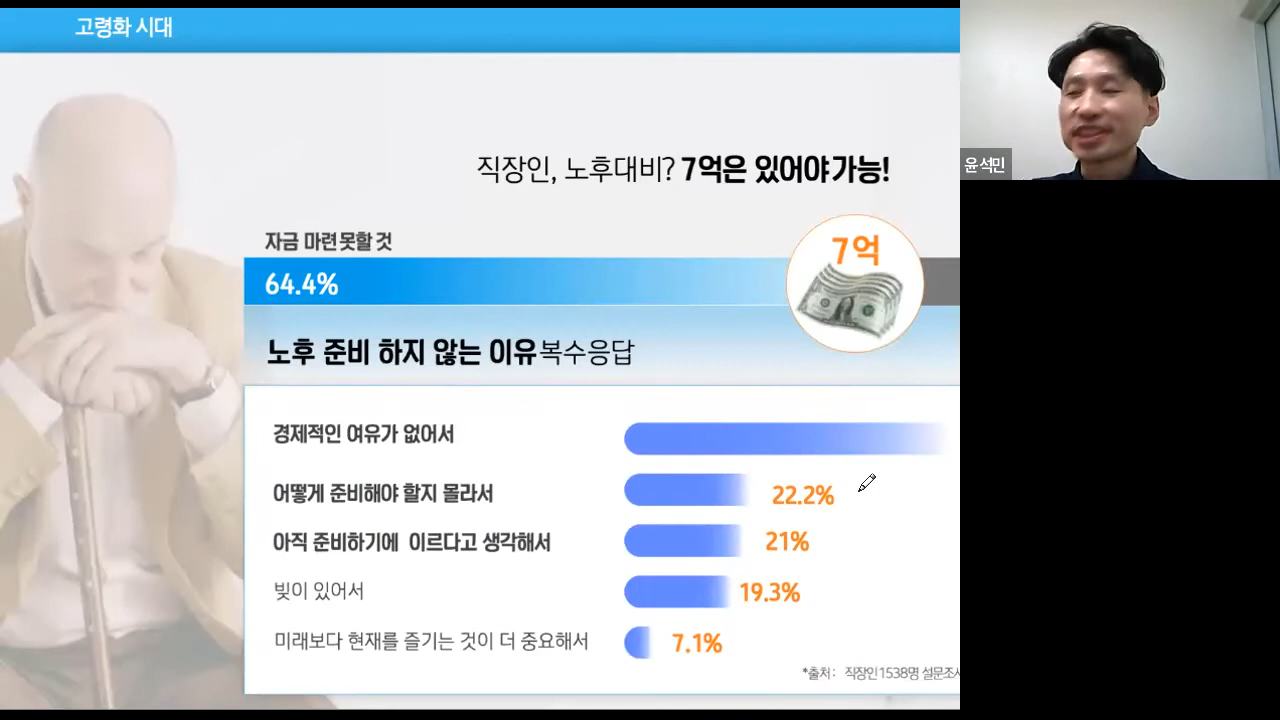 고령화 시대
윤석민
직장인, 노후대비? 7억은 있어야 가능!
자금 마련 못할 것
7억
64.4%
노후 준비 하지 않는 이유 복수응답
경제적인 여유가 없어서
어떻게 준비해야 할지 몰라서 22.2%
아직 준비하기에 이르다고 생각해서 21%
빚이 있어서 19.3%
미래보다 현재를 즐기는 것이 더 중요해서 7.1%
*출처 : 직장인 1538명 설문조사